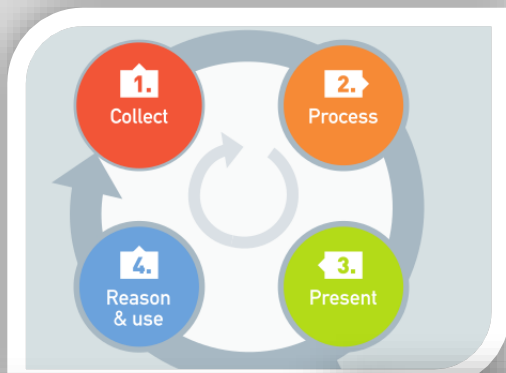 1.
Collect
2.
Process
3.
Present
4.
Reason
& use